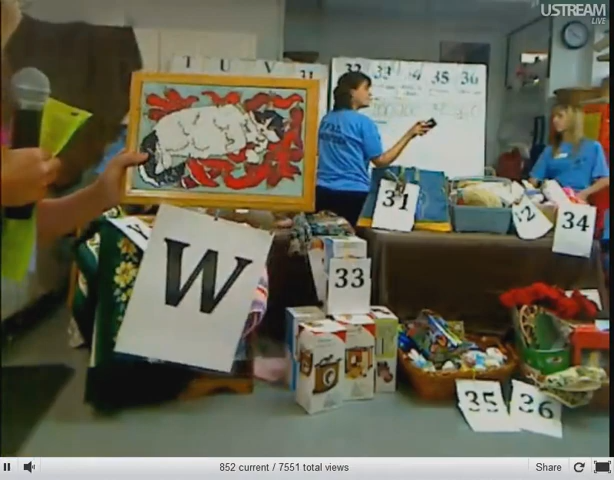 USTREAM
LIVE
T U V 31 32 33 34 35 36
31
32
34
W
33
35
36
852 current / 7551 total views
Share